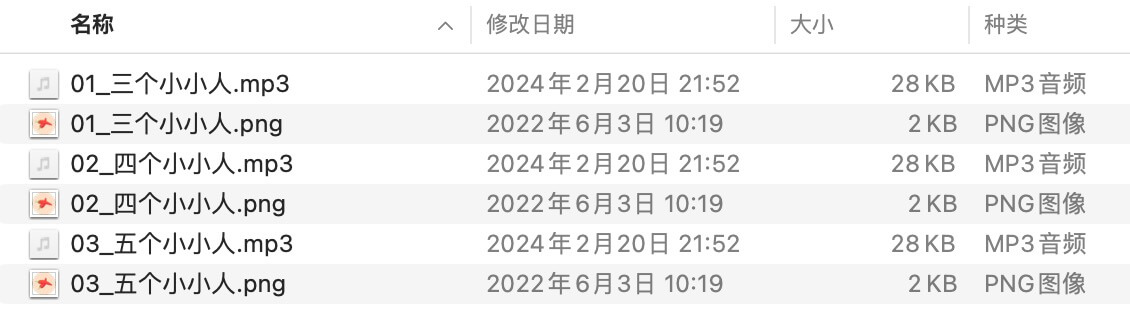 名称 修改日期 大小 种类
01_三个小小人.mp3 2024年2月20日 21:52 28 KB MP3音频
01_三个小小人.png 2022年6月3日 10:19 2 KB PNG图像
02_四个小小人.mp3 2024年2月20日 21:52 28 KB MP3音频
02_四个小小人.png 2022年6月3日 10:19 2 KB PNG图像
03_五个小小人.mp3 2024年2月20日 21:52 28 KB MP3音频
03_五个小小人.png 2022年6月3日 10:19 2 KB PNG图像